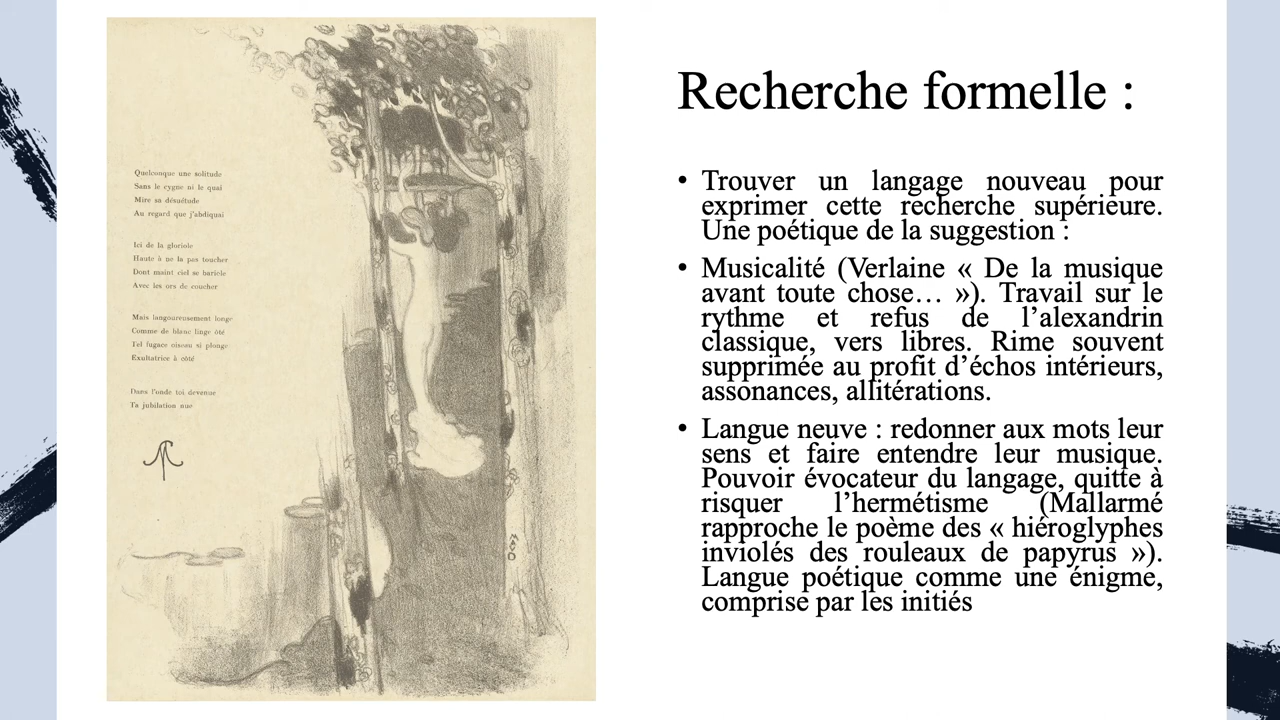 Quelconque une solitude
Sans le cygne ni le quai
Mire sa désuétude
Au regard que j'abdiquai
Ici de la gloriole
Haute à ne la pas toucher
Dont maint ciel se bariole
Avec les ors de coucher
Mais langoureusement longe
Comme de blanc linge ôté
Tel fugace oiseau si plonge
Exultatrice à côté
Dans l'onde toi devenue
Ta jubilation nue
Recherche formelle :
• Trouver un langage nouveau pour
exprimer cette recherche supérieure.
Une poétique de la suggestion :
• Musicalité (Verlaine « De la musique
avant toute chose… »). Travail sur le
rythme et refus de l’alexandrin
classique, vers libres. Rime souvent
supprimée au profit d’échos intérieurs,
assonances, allitérations.
• Langue neuve : redonner aux mots leur
sens et faire entendre leur musique.
Pouvoir évocateur du langage, quitte à
risquer l’hermétisme (Mallarmé
rapproche le poème des « hiéroglyphes
inviolés des rouleaux de papyrus »).
Langue poétique comme une énigme,
comprise par les initiés